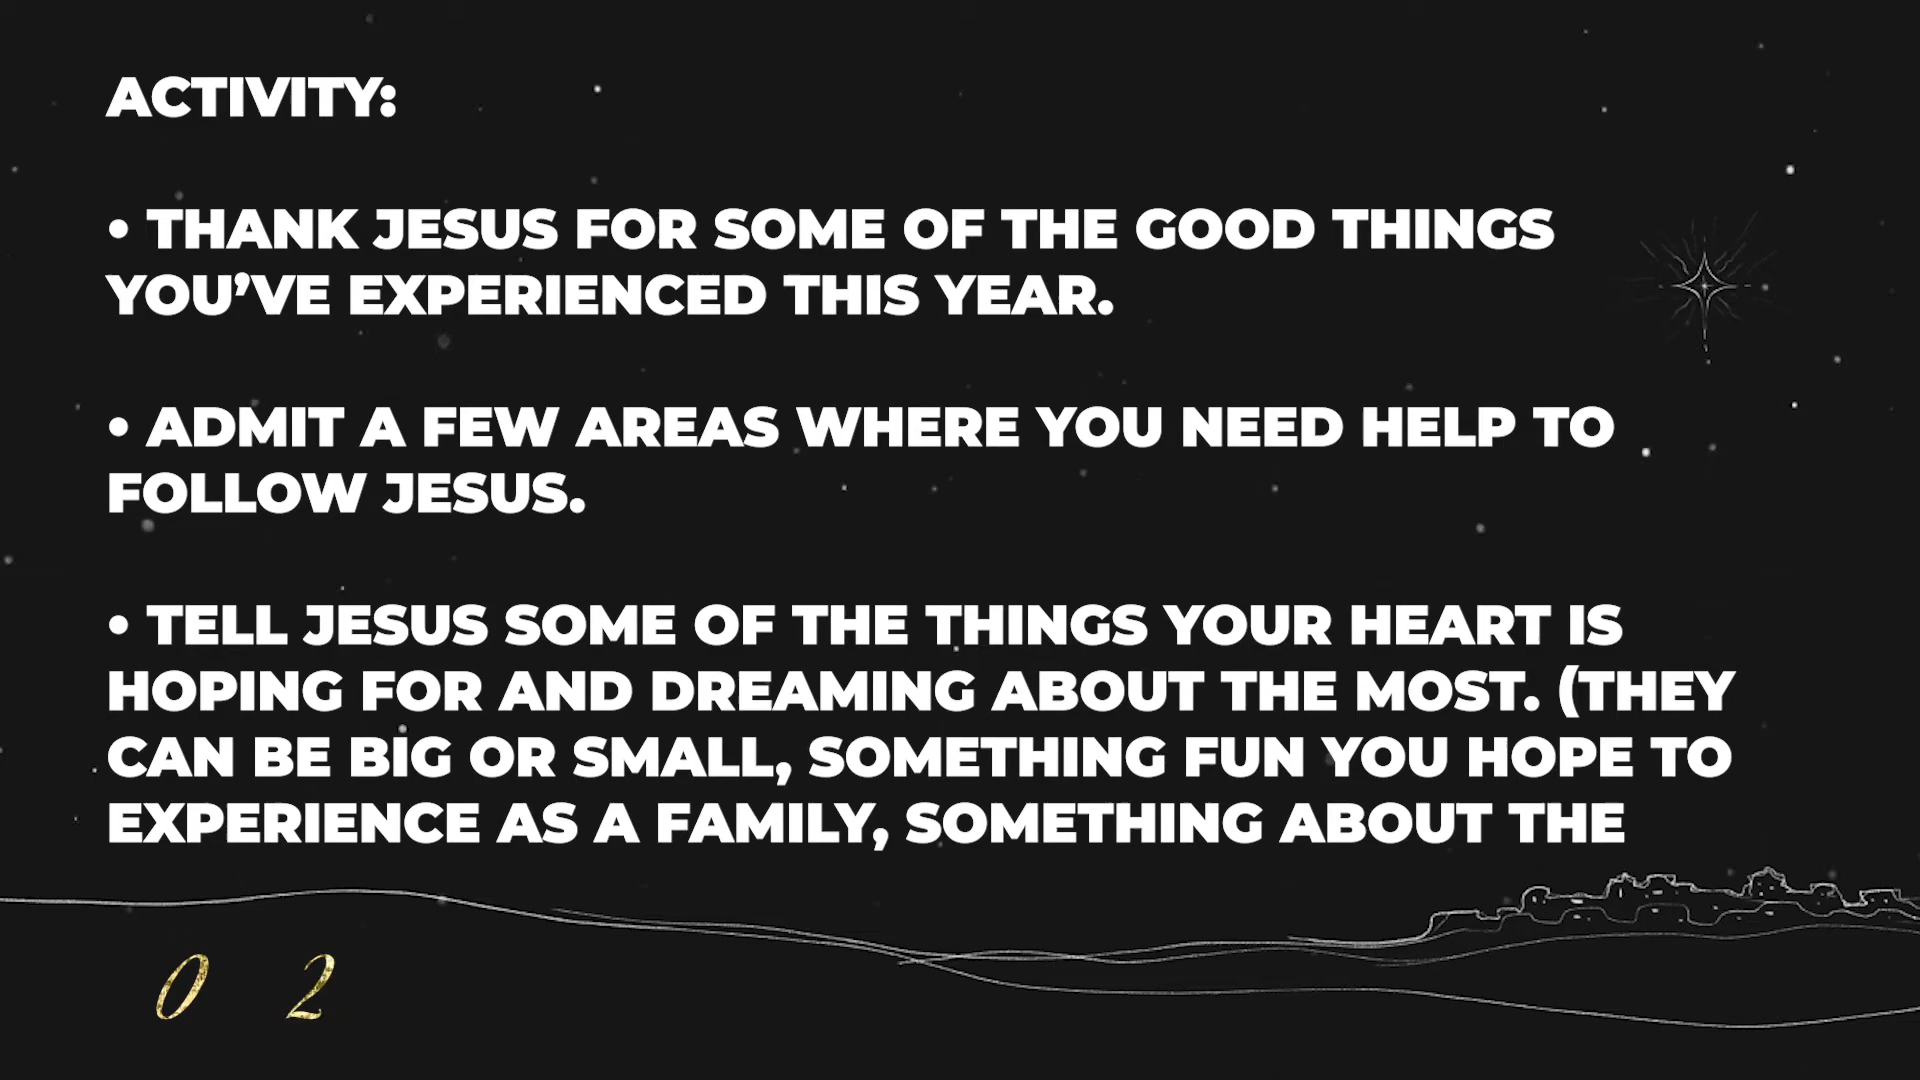 ACTIVITY:
• THANK JESUS FOR SOME OF THE GOOD THINGS
YOU’VE EXPERIENCED THIS YEAR.
• ADMIT A FEW AREAS WHERE YOU NEED HELP TO
FOLLOW JESUS.
• TELL JESUS SOME OF THE THINGS YOUR HEART IS
HOPING FOR AND DREAMING ABOUT THE MOST. (THEY
CAN BE BIG OR SMALL, SOMETHING FUN YOU HOPE TO
EXPERIENCE AS A FAMILY, SOMETHING ABOUT THE
0 2